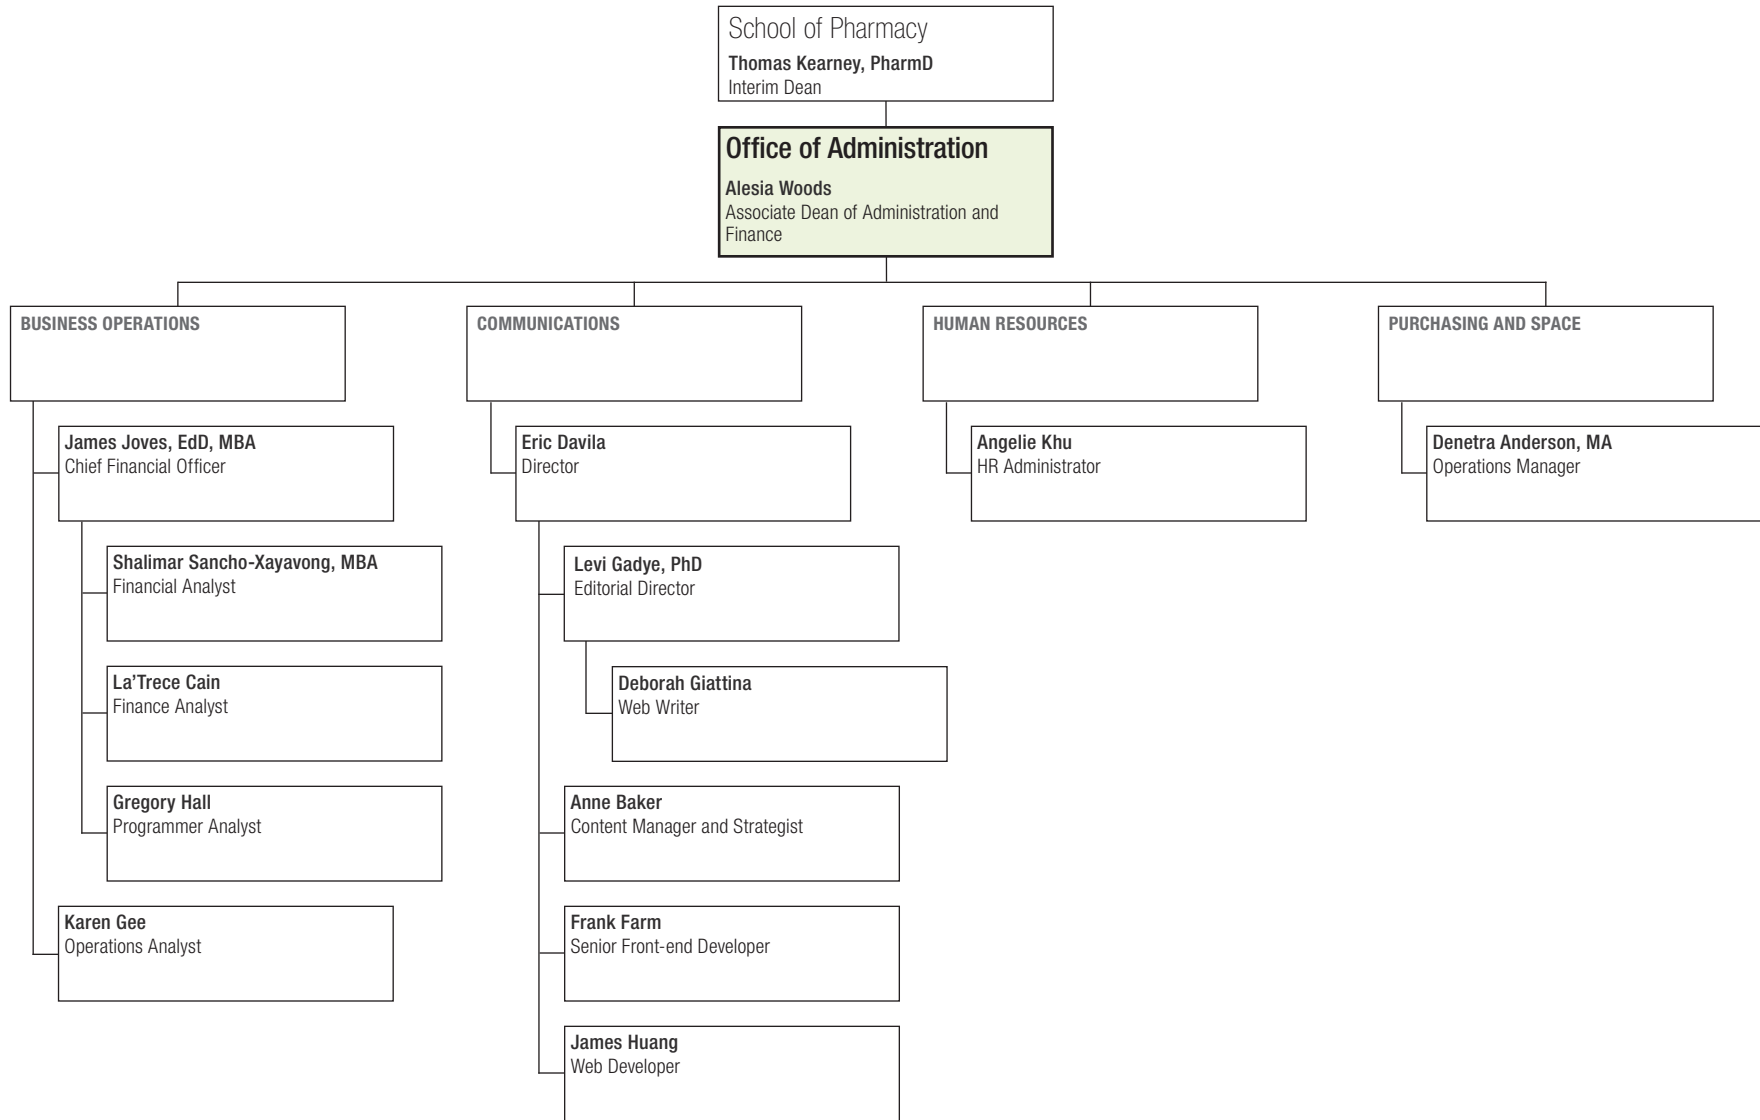 School of Pharmacy
Thomas Kearney, PharmD
Interim Dean
Office of Administration
Alesia Woods
Associate Dean of Administration and
Finance
BUSINESS OPERATIONS
James Joves, EdD, MBA
Chief Financial Officer
Shalimar Sancho-Xayavong, MBA
Financial Analyst
La’Trece Cain
Finance Analyst
Gregory Hall
Programmer Analyst
Karen Gee
Operations Analyst
COMMUNICATIONS
Eric Davila
Director
Levi Gadye, PhD
Editorial Director
Deborah Giattina
Web Writer
Anne Baker
Content Manager and Strategist
Frank Farm
Senior Front-end Developer
James Huang
Web Developer
HUMAN RESOURCES
Angelie Khu
HR Administrator
PURCHASING AND SPACE
Denetra Anderson, MA
Operations Manager